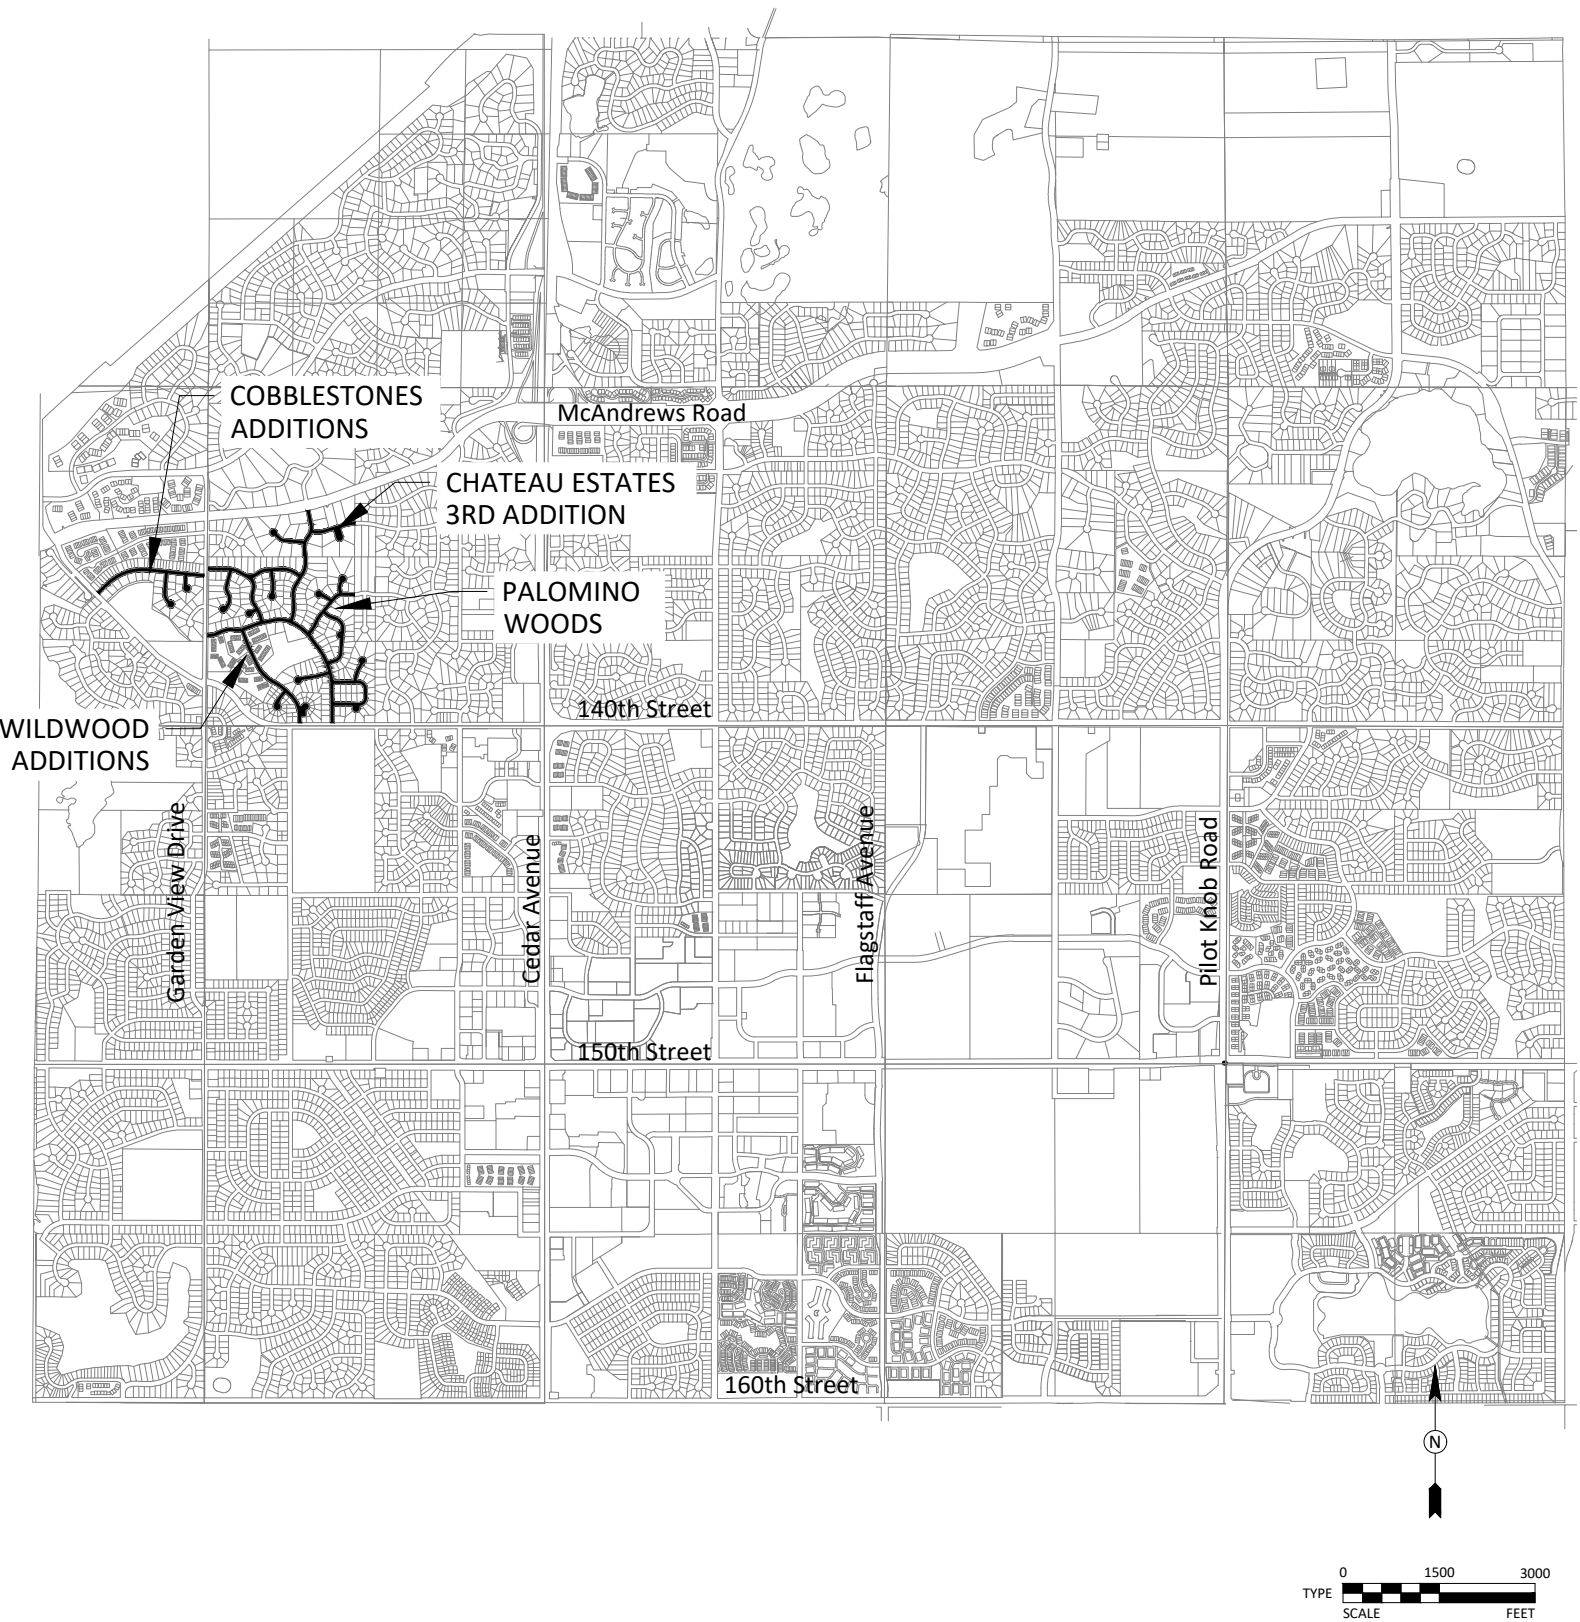 COBBLESTONES
ADDITIONS
McAndrews Road
CHATEAU ESTATES
3RD ADDITION
PALOMINO
WOODS
140th Street
WILDWOOD
ADDITIONS
Garden View Drive
Cedar Avenue
Flagstaff Avenue
Pilot Knob Road
150th Street
160th Street
N
0 1500 3000
TYPE
SCALE FEET